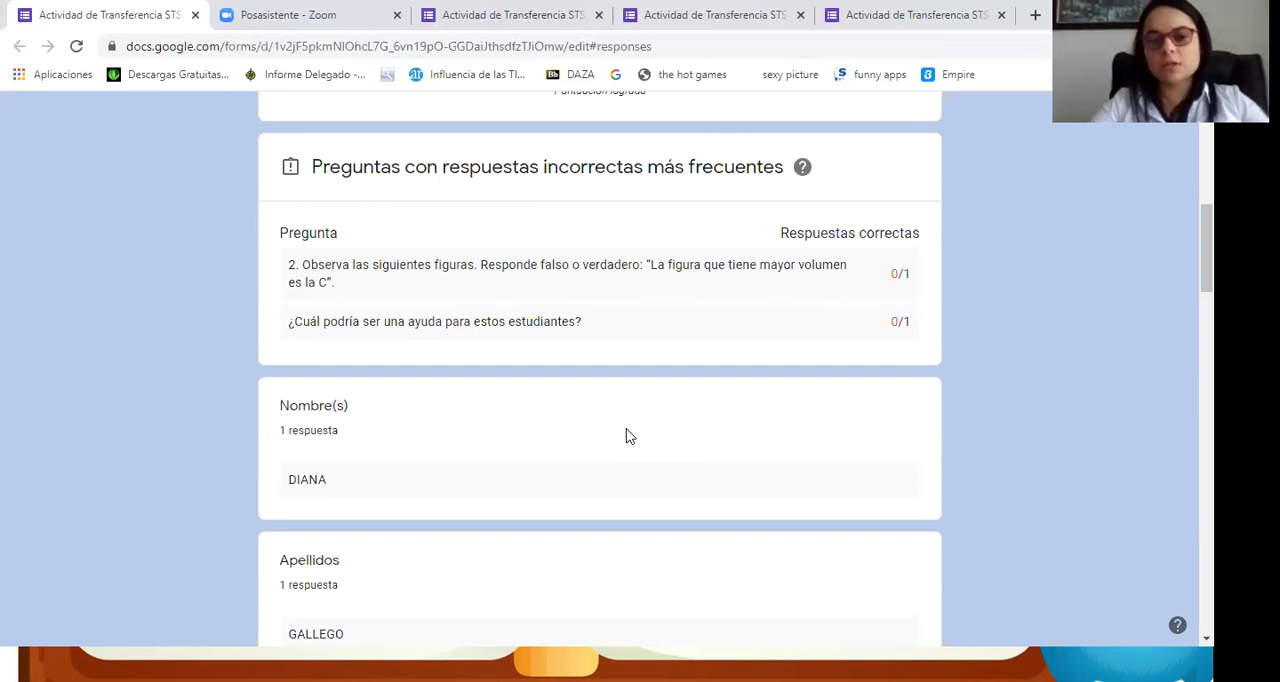 Actividad de Transferencia STS
Posasistente - Zoom
Actividad de Transferencia STS
Actividad de Transferencia STS
Actividad de Transferencia STS
docs.google.com/forms/d/1v2jF5pkmNlOhcL7G_6vn19pO-GGDaiJthsdfzTJiOmw/edit#responses
Aplicaciones
Descargas Gratuitas...
Informe Delegado -...
Influencia de las TI...
Bb DAZA
the hot games
sexy picture
funny apps
Empire
Puntuación lograda
Preguntas con respuestas incorrectas más frecuentes
Pregunta
Respuestas correctas
2. Observa las siguientes figuras. Responde falso o verdadero: “La figura que tiene mayor volumen
es la C”.
0/1
¿Cuál podría ser una ayuda para estos estudiantes?
0/1
Nombre(s)
1 respuesta
DIANA
Apellidos
1 respuesta
GALLEGO